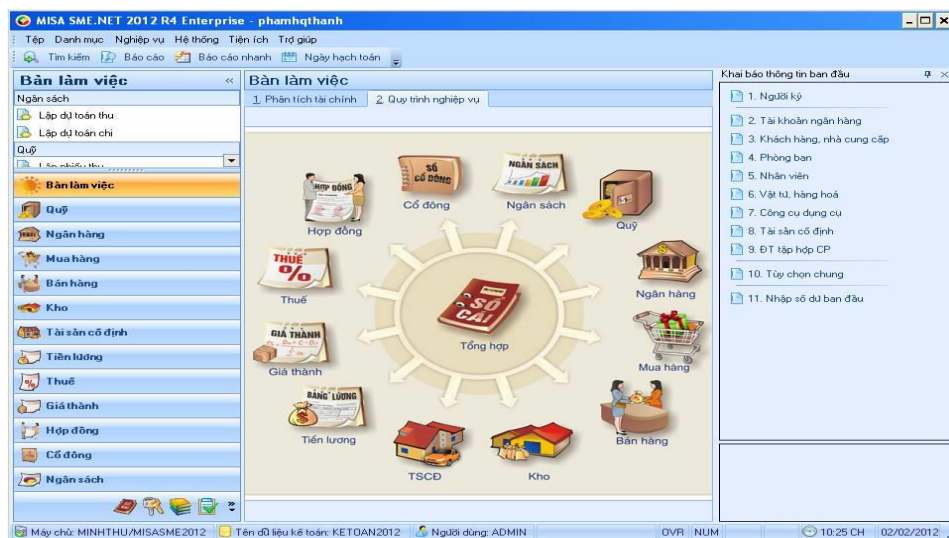 MISA SME.NET 2012 R4 Enterprise - phamhqthanh
Tệp Danh mục Nghiệp vụ Hệ thống Tiện ích Trợ giúp
Tìm kiếm Báo cáo Báo cáo nhanh Ngày hạch toán
Bàn làm việc «
Ngân sách
Lập dự toán thu
Lập dự toán chi
Quỹ
Lập phiếu thu
Bàn làm việc
Quỹ
Ngân hàng
Mua hàng
Bán hàng
Kho
Tài sản cố định
Tiền lương
Thuế
Giá thành
Hợp đồng
Cổ đông
Ngân sách
Bàn làm việc
1. Phân tích tài chính 2. Quy trình nghiệp vụ
HỢP ĐỒNG
Hợp đồng
SỔ CỔ ĐÔNG
Cổ đông
NGÂN SÁCH
Ngân sách
Quỹ
THUẾ %
Thuế
Ngân hàng
SỔ CÁI
Tổng hợp
GIÁ THÀNH
Giá thành
Mua hàng
BẢNG LƯƠNG
Tiền lương
Bán hàng
TSCĐ
Kho
Khai báo thông tin ban đầu
1. Người ký
2. Tài khoản ngân hàng
3. Khách hàng, nhà cung cấp
4. Phòng ban
5. Nhân viên
6. Vật tư, hàng hoá
7. Công cụ dụng cụ
8. Tài sản cố định
9. ĐT tập hợp CP
10. Tùy chọn chung
11. Nhập số dư ban đầu
Máy chủ: MINHTHU/MISASME2012 Tên dữ liệu kế toán: KETOAN2012 Người dùng: ADMIN OVR NUM 10:25 CH 02/02/2012